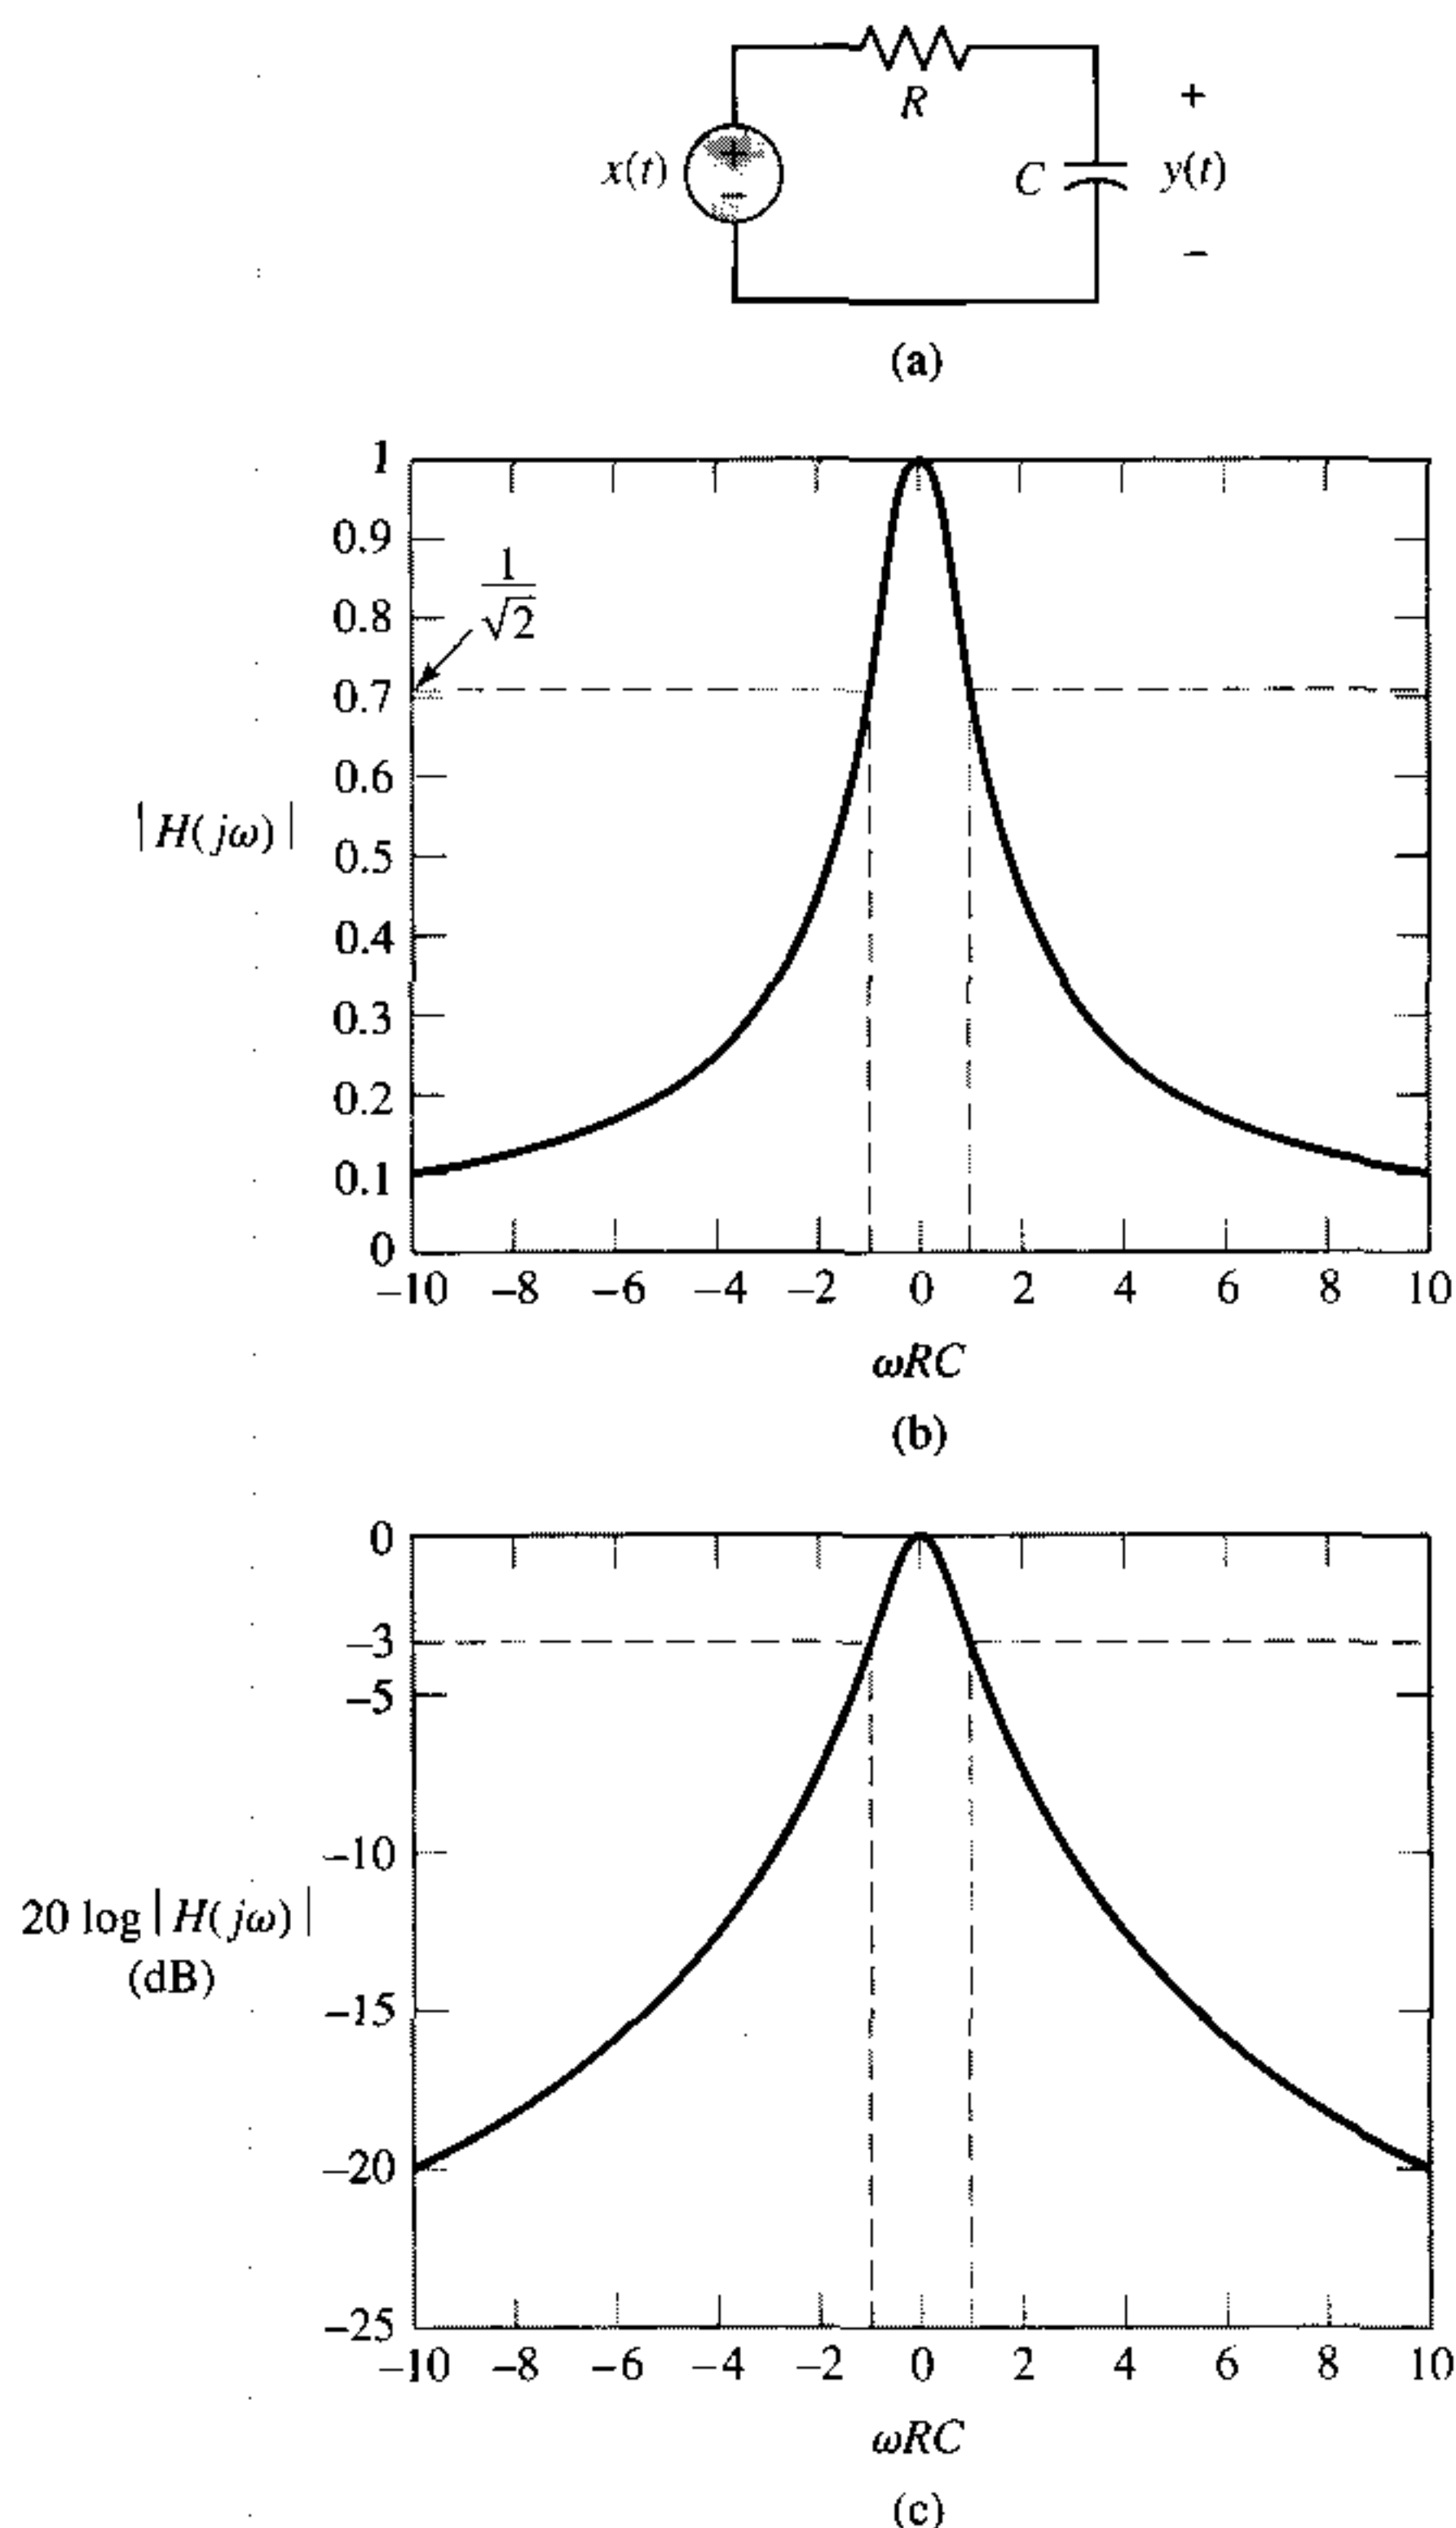 R
+
x(t)
+
−
C
y(t)
−
(a)
1
0.9
0.8
0.7
0.6
0.5
0.4
0.3
0.2
0.1
0
1
√2
|H(jω)|
−10 −8 −6 −4 −2 0 2 4 6 8 10
ωRC
(b)
0
−3
−5
−10
−15
−20
−25
20 log|H(jω)|
(dB)
−10 −8 −6 −4 −2 0 2 4 6 8 10
ωRC
(c)